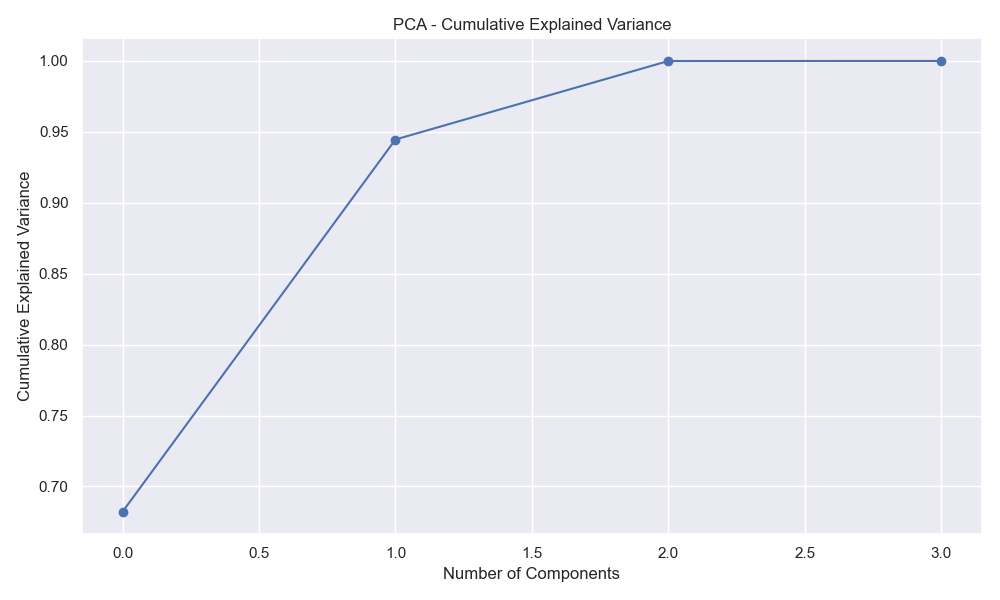 PCA - Cumulative Explained Variance
Cumulative Explained Variance
1.00
0.95
0.90
0.85
0.80
0.75
0.70
0.0 0.5 1.0 1.5 2.0 2.5 3.0
Number of Components